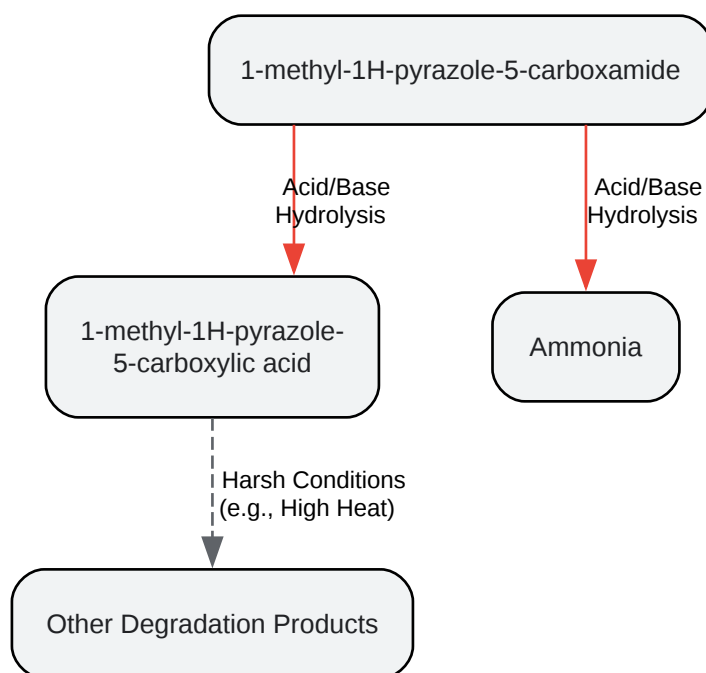 1-methyl-1H-pyrazole-5-carboxamide
Acid/Base
Hydrolysis
Acid/Base
Hydrolysis
1-methyl-1H-pyrazole-
5-carboxylic acid
Ammonia
Harsh Conditions
(e.g., High Heat)
Other Degradation Products